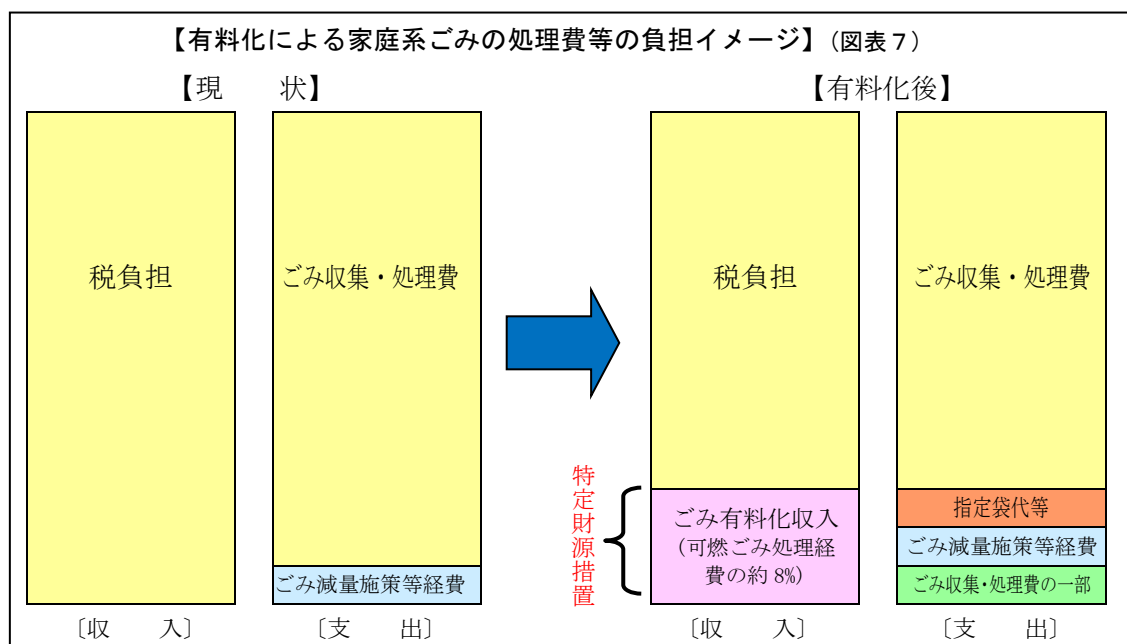 【有料化による家庭系ごみの処理費等の負担イメージ】（図表７）
【現　　状】
【有料化後】
税負担
ごみ収集・処理費
ごみ減量施策等経費
〔収　　入〕
〔支　　出〕
税負担
ごみ収集・処理費
特定財源措置
ごみ有料化収入
（可燃ごみ処理経
費の約 8%）
指定袋代等
ごみ減量施策等経費
ごみ収集・処理費の一部
〔収　　入〕
〔支　　出〕